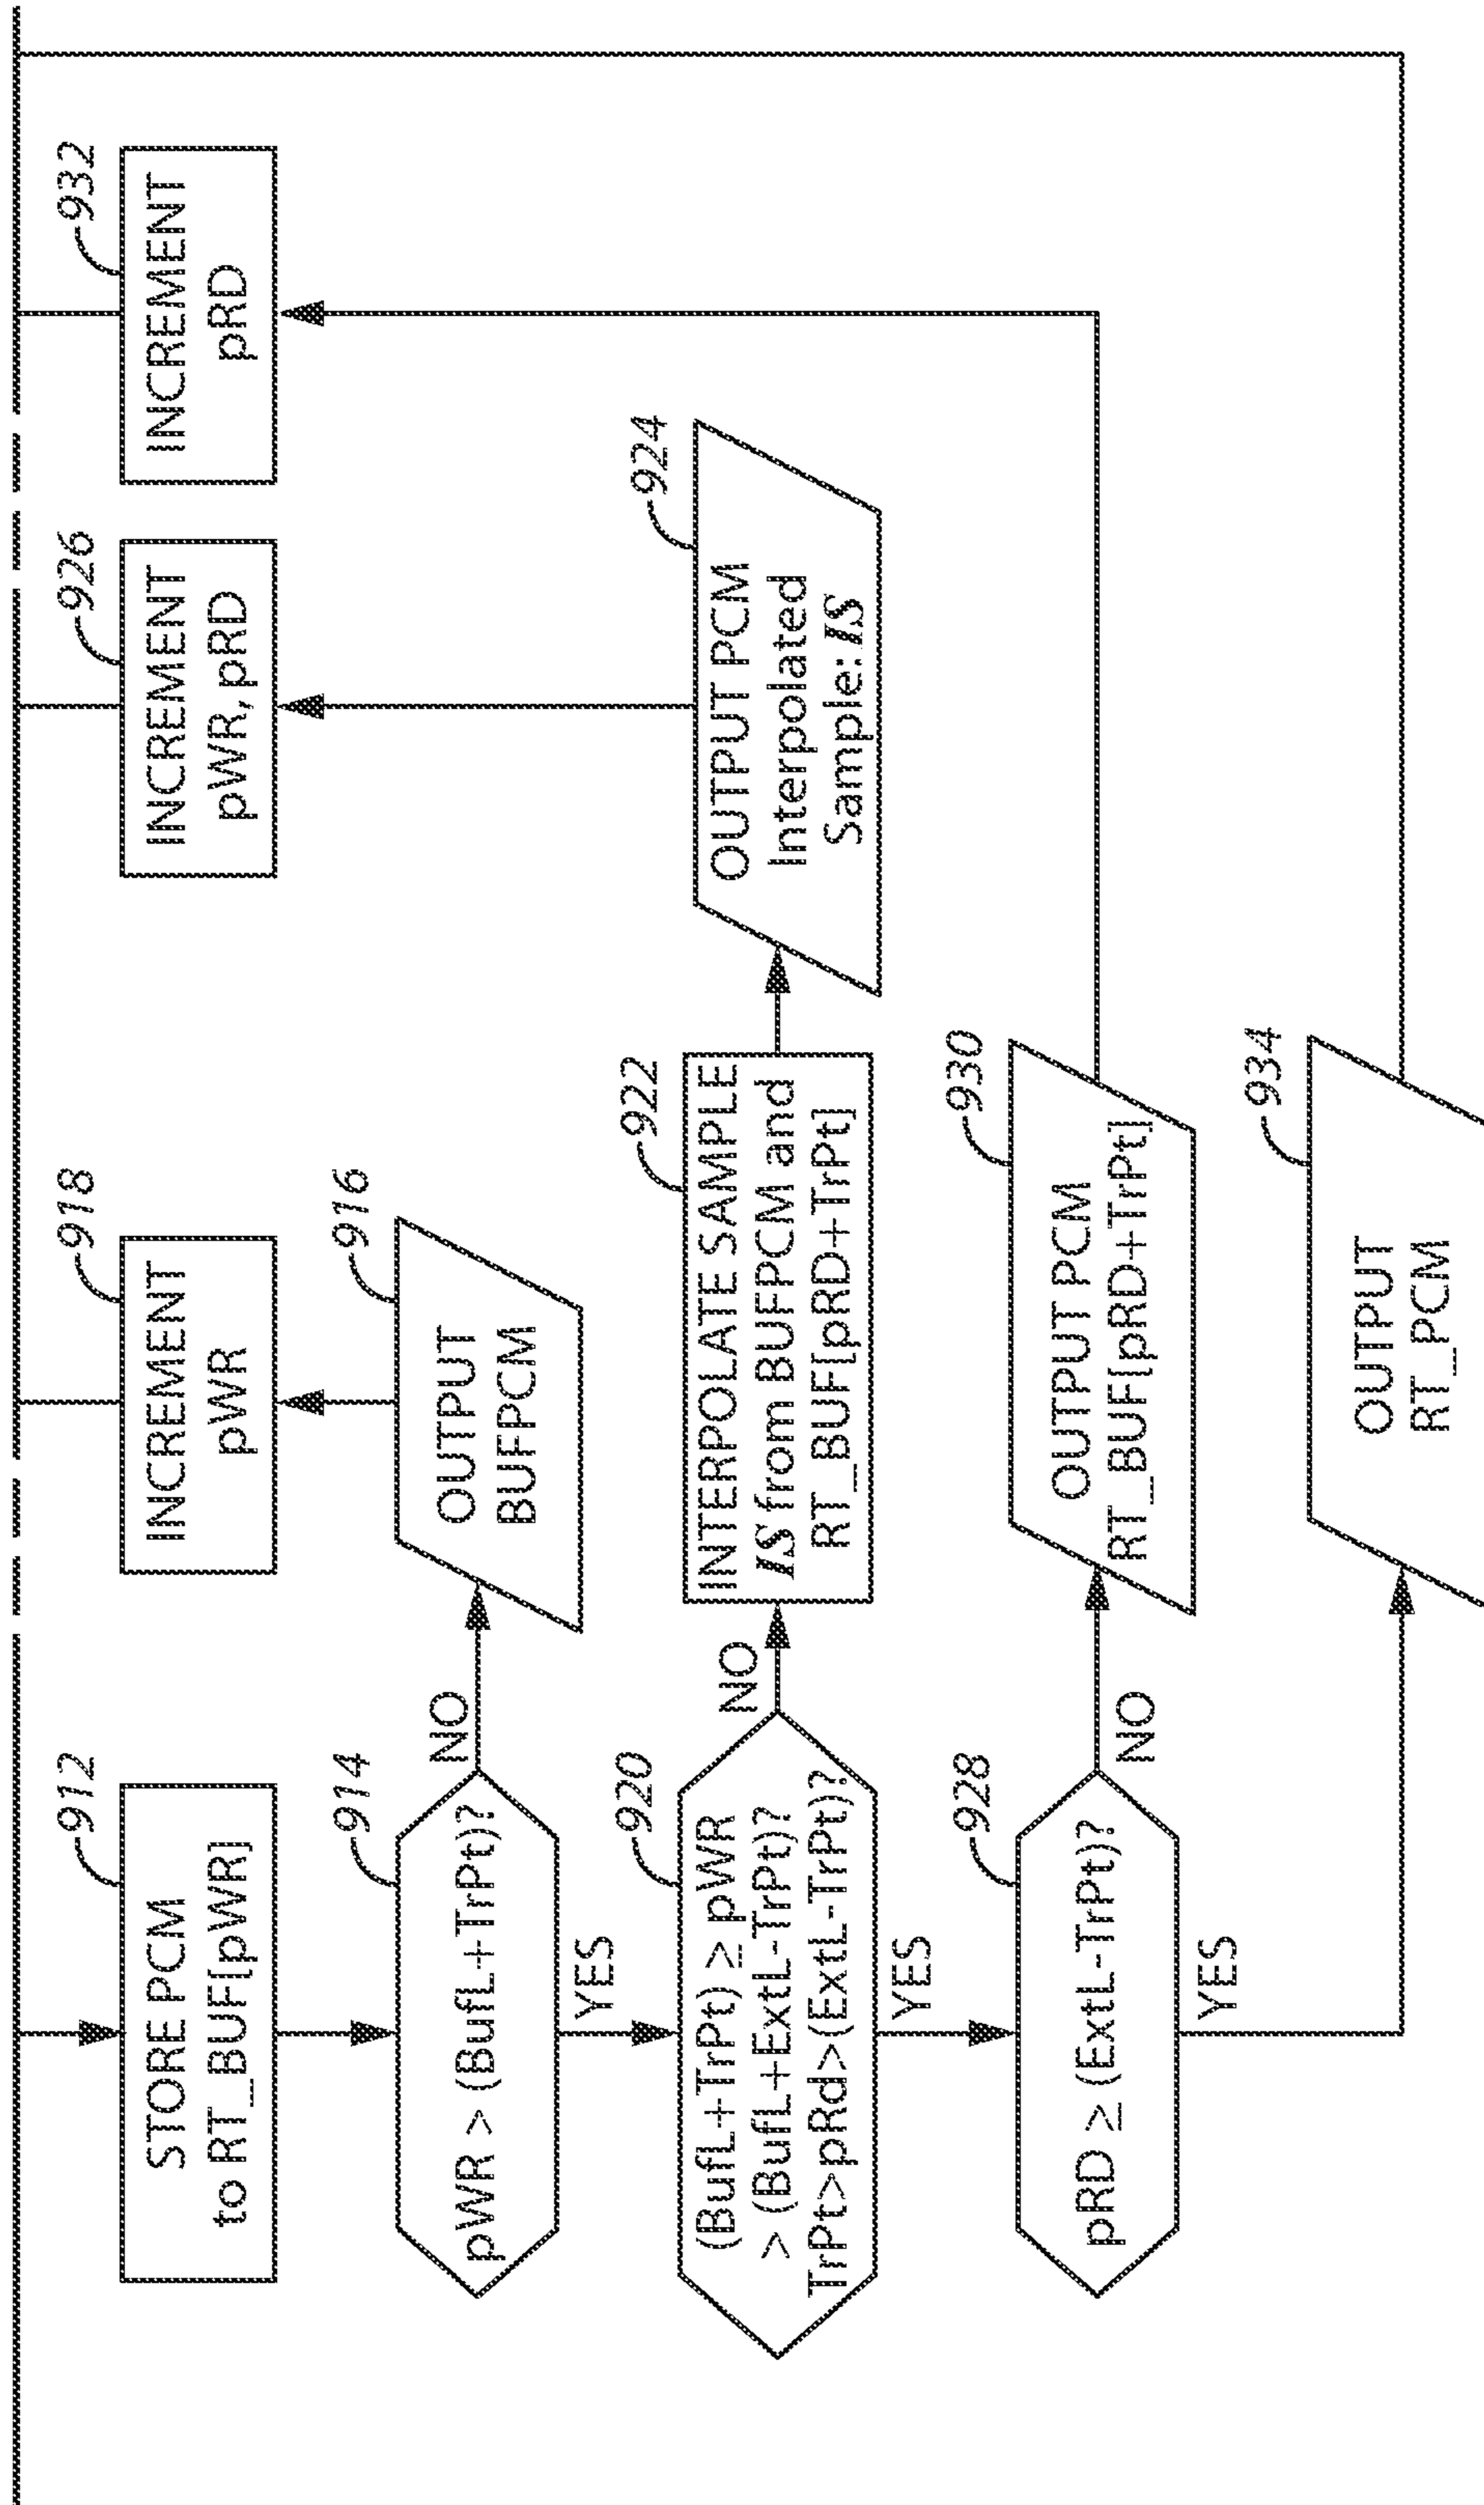 912
STORE PCM
to RT_BUF[pWR]
914
pWR > (BufL+TrPt)?
NO
YES
916
OUTPUT
BUFPCM
918
INCREMENT
pWR
920
(BufL+TrPt) ≥ pWR
> (BufL+ExtL-TrPt)?
TrPt>pRd>(ExtL-TrPt)?
NO
YES
922
INTERPOLATE SAMPLE
IS from BUFPCM and
RT_BUF[pRD+TrPt]
924
OUTPUT PCM
Interpolated
Sample: IS
926
INCREMENT
pWR, pRD
928
pRD ≥ (ExtL-TrPt)?
NO
YES
930
OUTPUT PCM
RT_BUF[pRD+TrPt]
932
INCREMENT
pRD
934
OUTPUT
RT_PCM